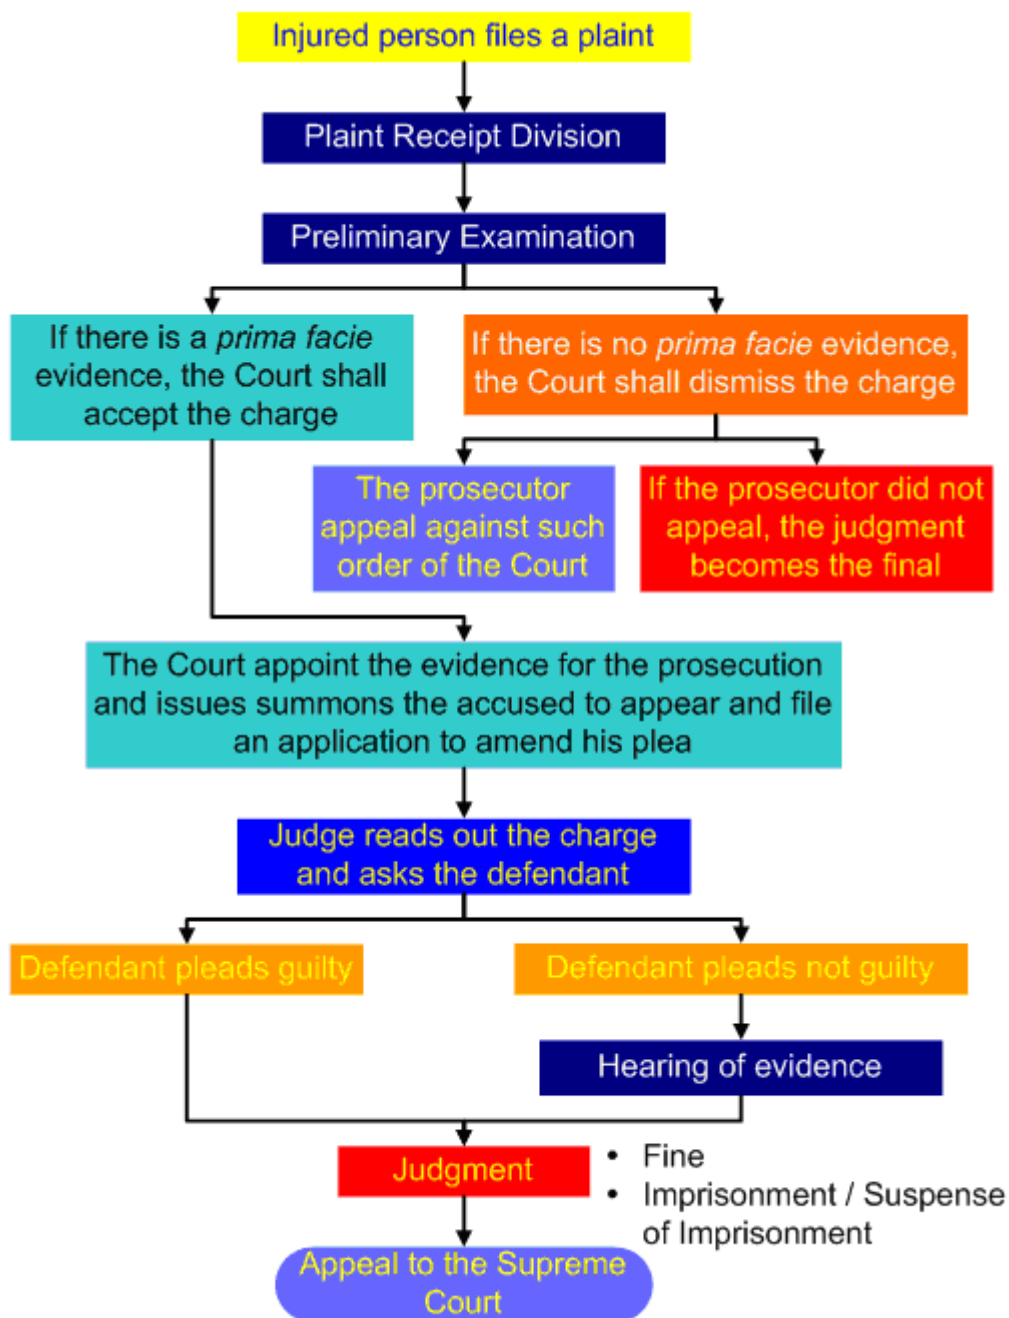 Injured person files a plaint
Plaint Receipt Division
Preliminary Examination
If there is a prima facie
evidence, the Court shall
accept the charge
If there is no prima facie evidence,
the Court shall dismiss the charge
The prosecutor
appeal against such
order of the Court
If the prosecutor did not
appeal, the judgment
becomes the final
The Court appoint the evidence for the prosecution
and issues summons the accused to appear and file
an application to amend his plea
Judge reads out the charge
and asks the defendant
Defendant pleads guilty
Defendant pleads not guilty
Hearing of evidence
Judgment
• Fine
• Imprisonment / Suspense
of Imprisonment
Appeal to the Supreme
Court